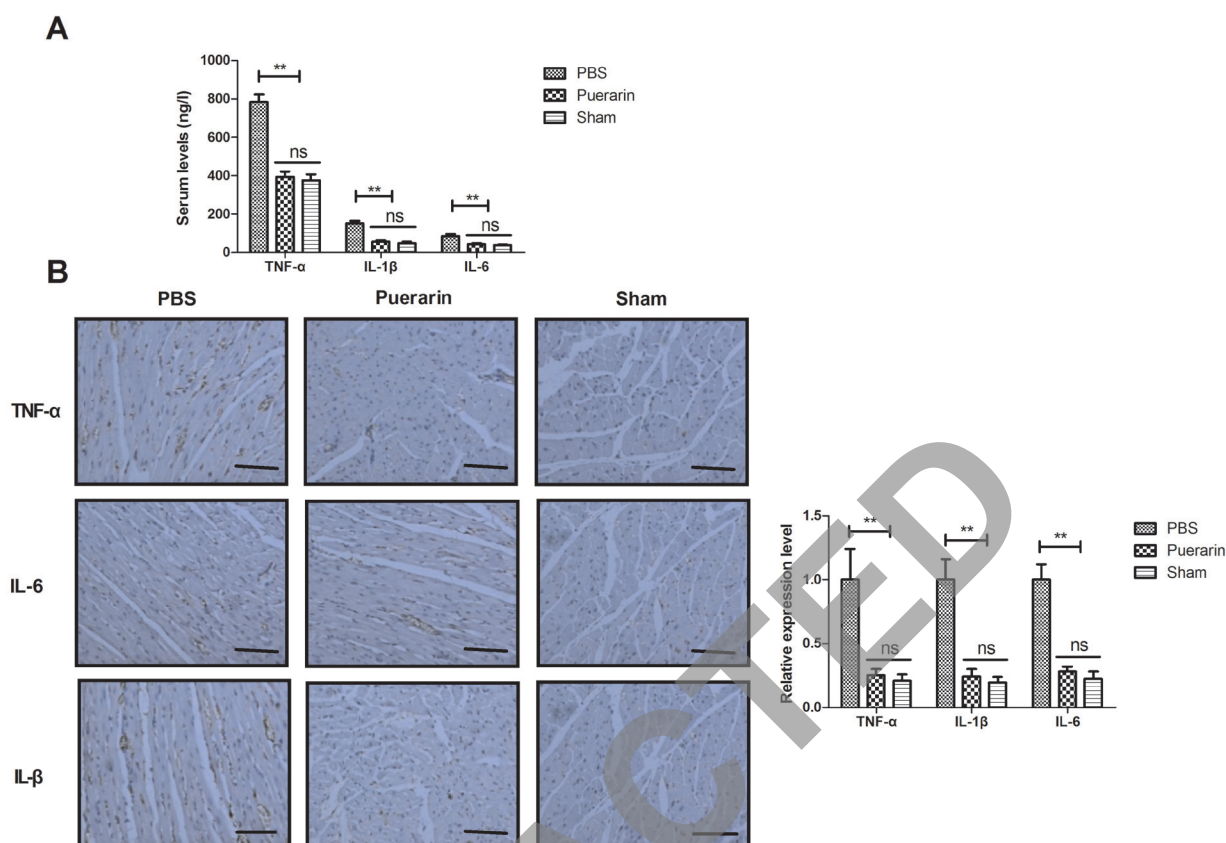 A
1000
800
600
400
200
0
Serum levels (ng/l)
**
ns
**
ns
**
ns
TNF-α
IL-1β
IL-6
PBS
Puerarin
Sham
B
PBS
Puerarin
Sham
TNF-α
IL-6
IL-β
1.5
1.0
0.5
0.0
Relative expression level
**
ns
**
ns
**
ns
TNF-α
IL-1β
IL-6
PBS
Puerarin
Sham
CTED